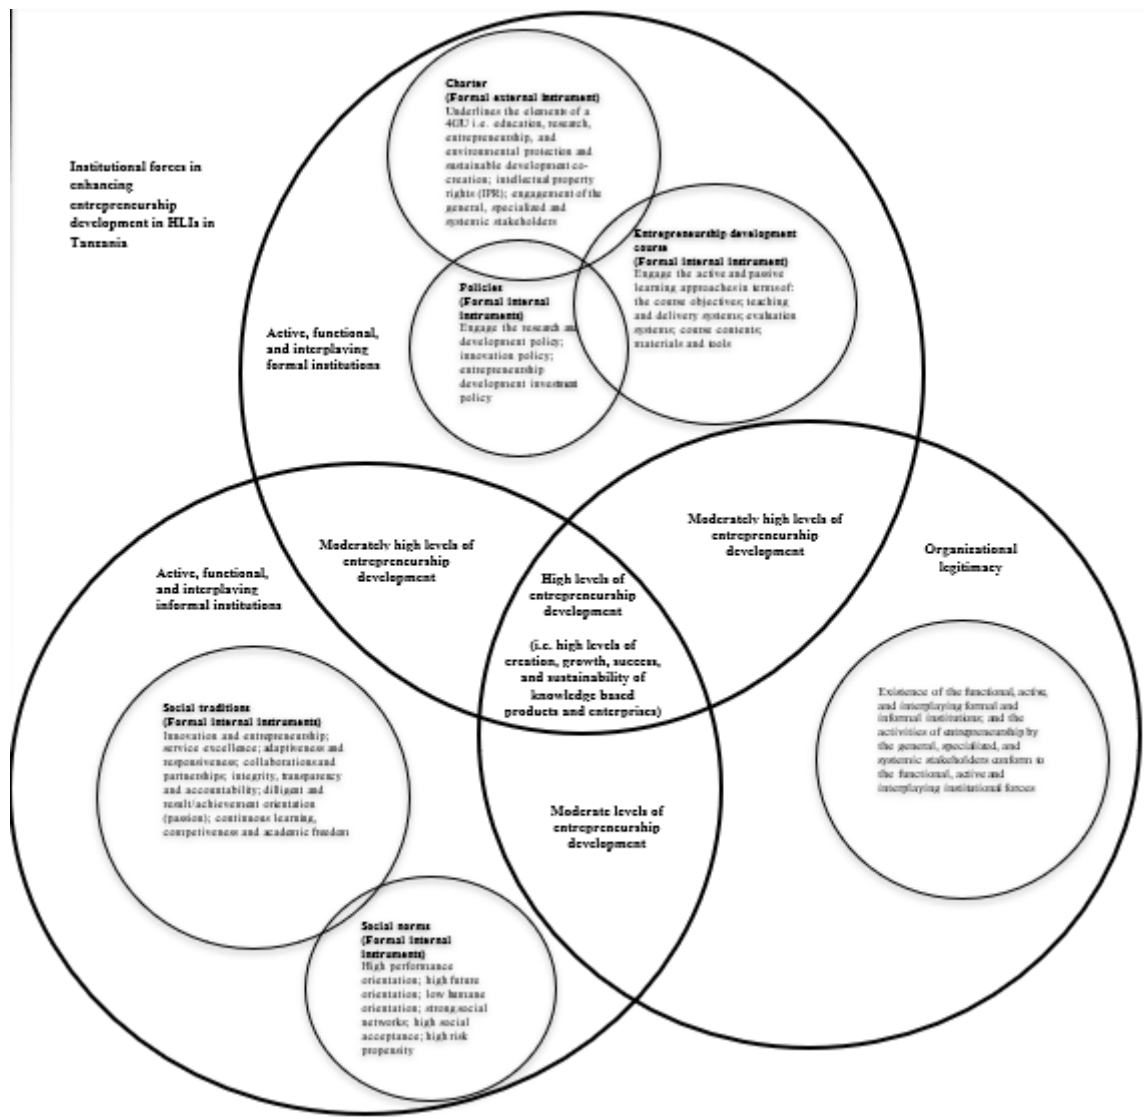 Charter
(Formal external instrument)
Underlines the elements of a
4GU i.e. education, research,
entrepreneurship, and
environmental protection and
sustainable development co-
creation; intellectual property
rights (IPR); engagement of the
general, specialized and
systemic stakeholders
Institutional forces in
enhancing
entrepreneurship
development in HLIs in
Tanzania
Entrepreneurship development
course
(Formal internal instrument)
Engage the active and passive
learning approaches in terms of:
the course objectives; teaching
and delivery systems; evaluation
systems; course contents;
materials and tools
Policies
(Formal internal
instruments)
Engage the research and
development policy;
innovation policy;
entrepreneurship
development investment
policy
Active, functional,
and interplaying
formal institutions
Moderately high levels of
entrepreneurship
development
Moderately high levels of
entrepreneurship
development
Organizational
legitimacy
Active, functional,
and interplaying
informal institutions
High levels of
entrepreneurship
development
(i.e. high levels of
creation, growth, success,
and sustainability of
knowledge based
products and enterprises)
Existence of the functional, active,
and interplaying formal and
informal institutions; and the
activities of entrepreneurship by
the general, specialized, and
systemic stakeholders conform to
the functional, active and
interplaying institutional forces
Social traditions
(Formal internal instruments)
Innovation and entrepreneurship;
service excellence; adaptiveness and
responsiveness; collaborations and
partnerships; integrity, transparency
and accountability; diligent and
result/achievement orientation
(passion); continuous learning,
competiveness and academic freedom
Moderate levels of
entrepreneurship
development
Social norms
(Formal internal
instruments)
High performance
orientation; high future
orientation; low humane
orientation; strong social
networks; high social
acceptance; high risk
propensity